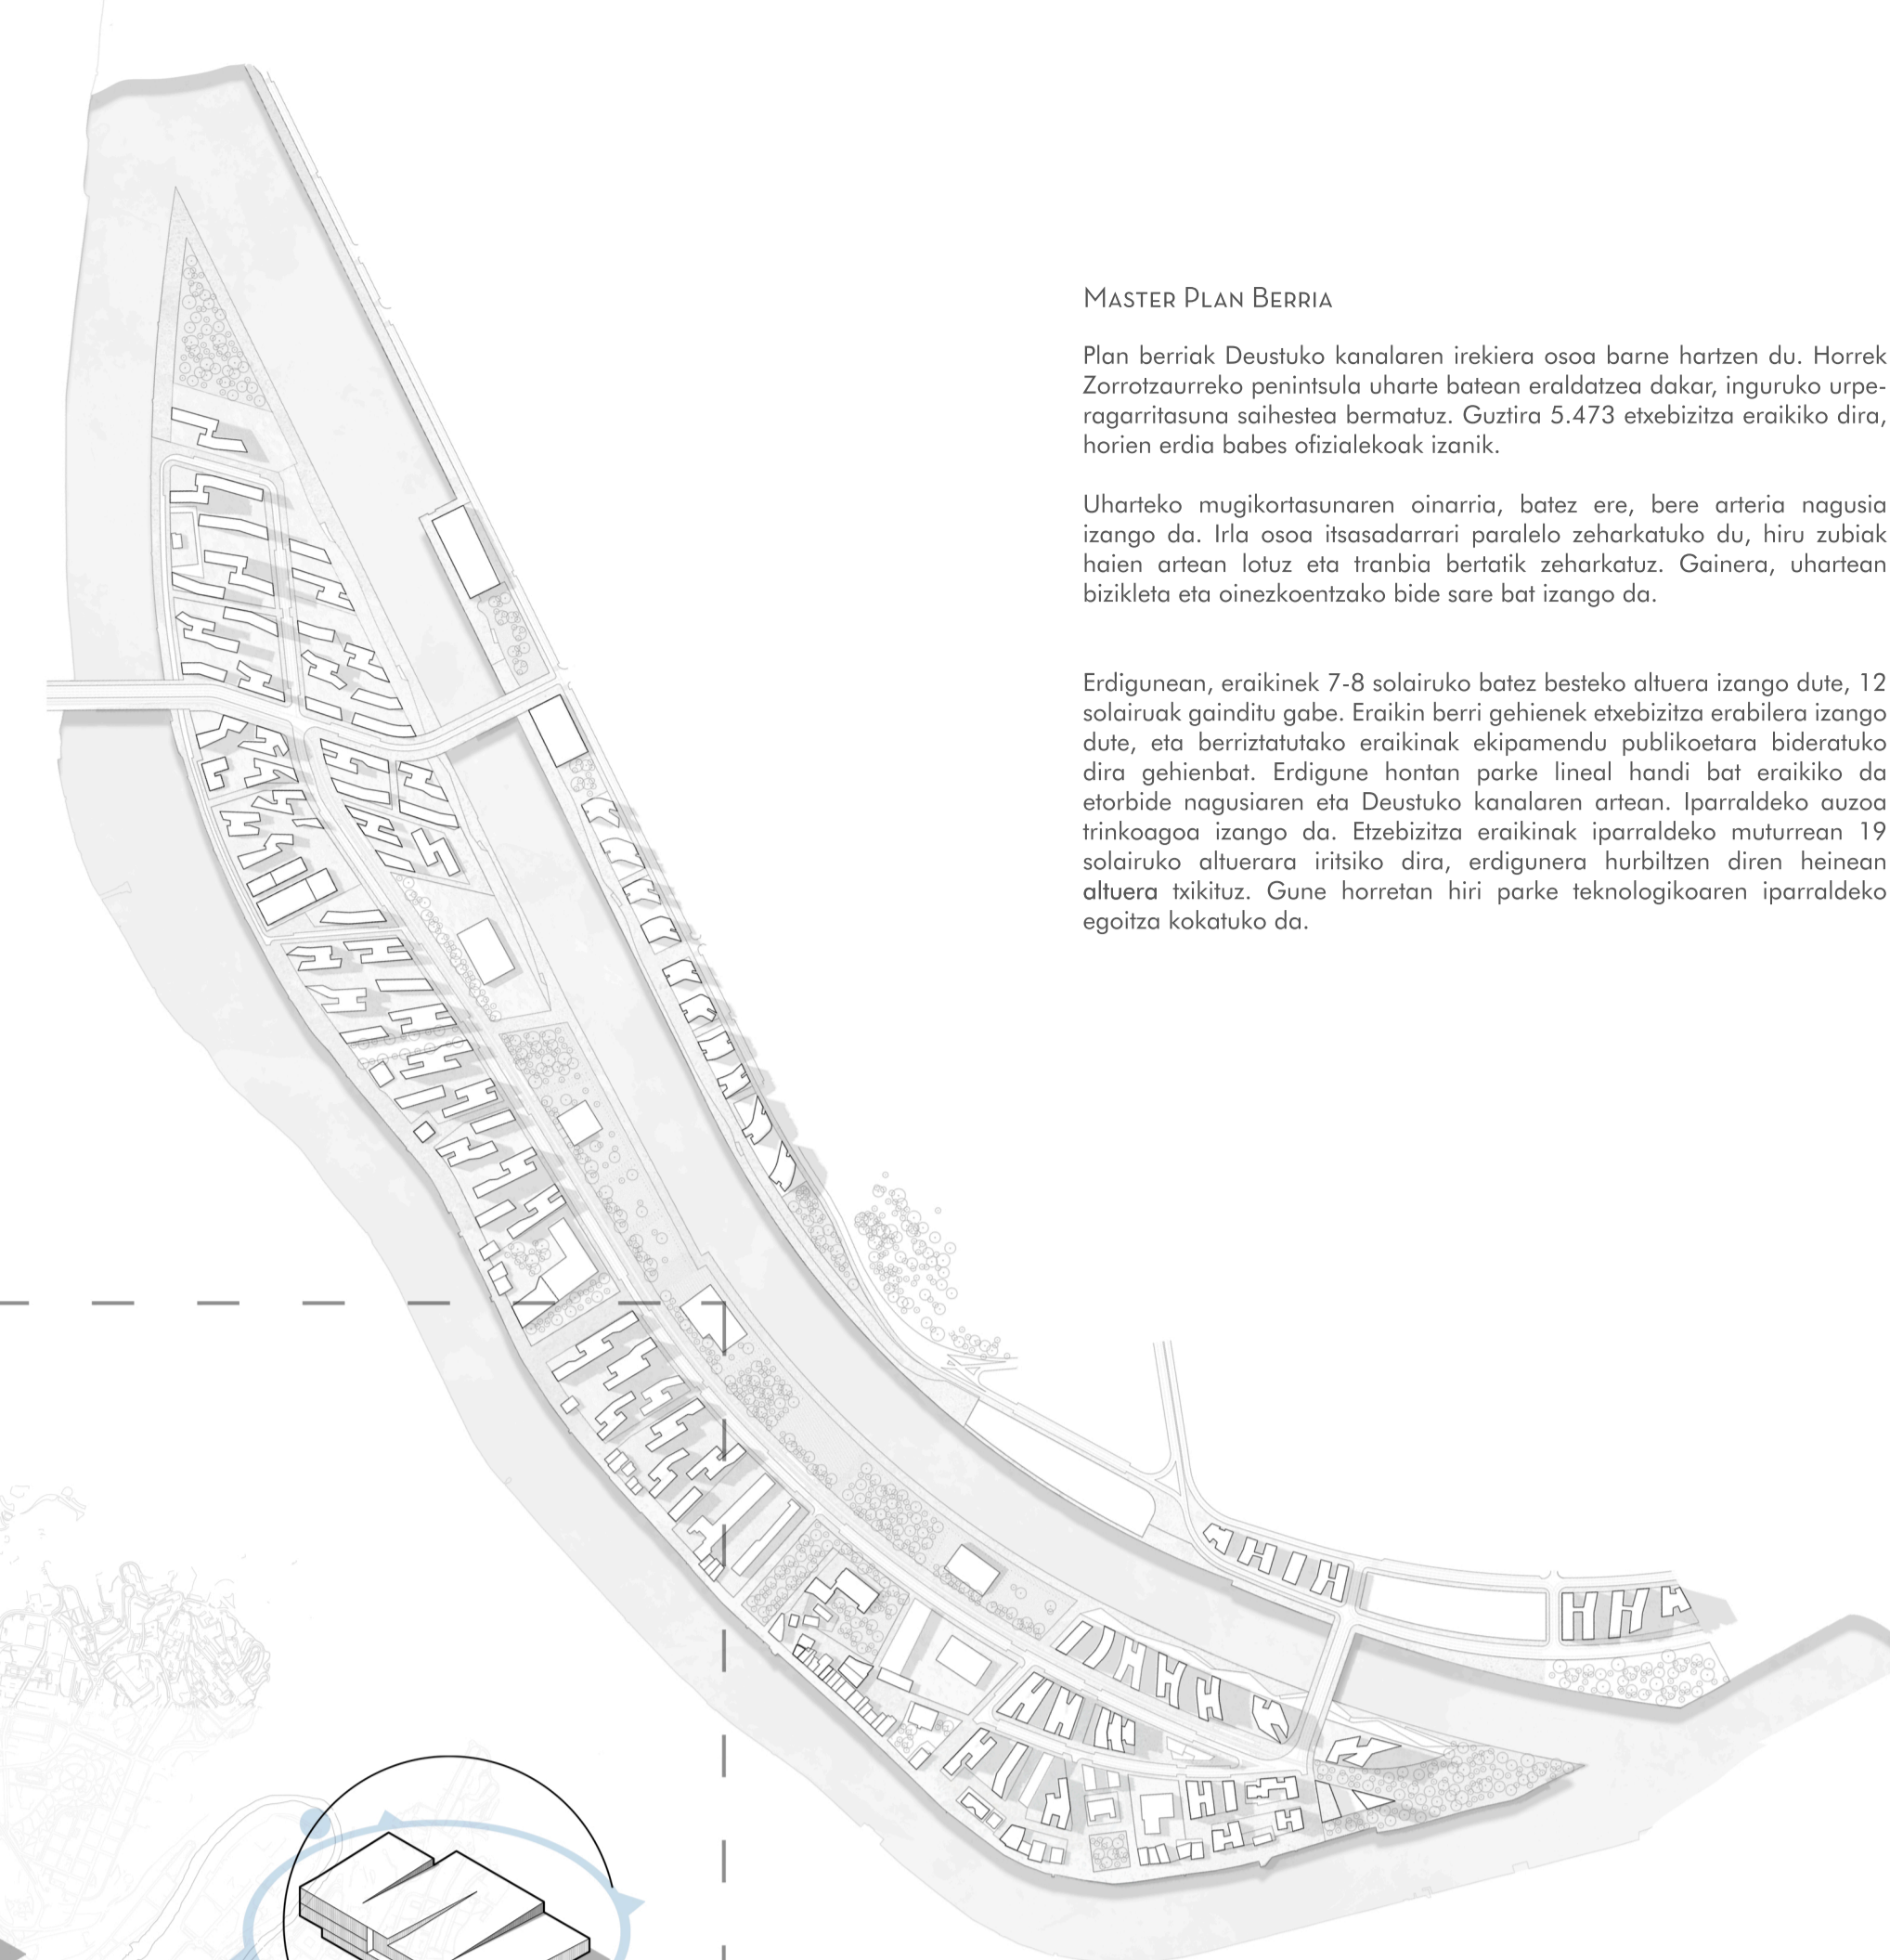 Master Plan Berria
Plan berriak Deustuko kanalaren irekiera osoa barne hartzen du. Horrek
Zorrotzaurreko penintsula uharte batean eraldatzea dakar, inguruko urpe-
ragarritasuna saihestea bermatuz. Guztira 5.473 etxebizitza eraikiko dira,
horien erdia babes ofizialekoak izanik.
Uharteko mugikortasunaren oinarria, batez ere, bere arteria nagusia
izango da. Irla osoa itsasadarrari paralelo zeharkatuko du, hiru zubiak
haien artean lotuz eta tranbia bertatik zeharkatuz. Gainera, uhartean
bizikleta eta oinezkoentzako bide sare bat izango da.
Erdigunean, eraikinek 7-8 solairuko batez besteko altuera izango dute, 12
solairuak gainditu gabe. Eraikin berri gehienek etxebizitza erabilera izango
dute, eta berriztatutako eraikinak ekipamendu publikoetara bideratuko
dira gehienbat. Erdigune hontan parke lineal handi bat eraikiko da
etorbide nagusiaren eta Deustuko kanalaren artean. Iparraldeko auzoa
trinkoagoa izango da. Etzebizitza eraikinak iparraldeko muturrean 19
solairuko altuerara iritsiko dira, erdigunera hurbiltzen diren heinean
altuera txikituz. Gune horretan hiri parke teknologikoaren iparraldeko
egoitza kokatuko da.